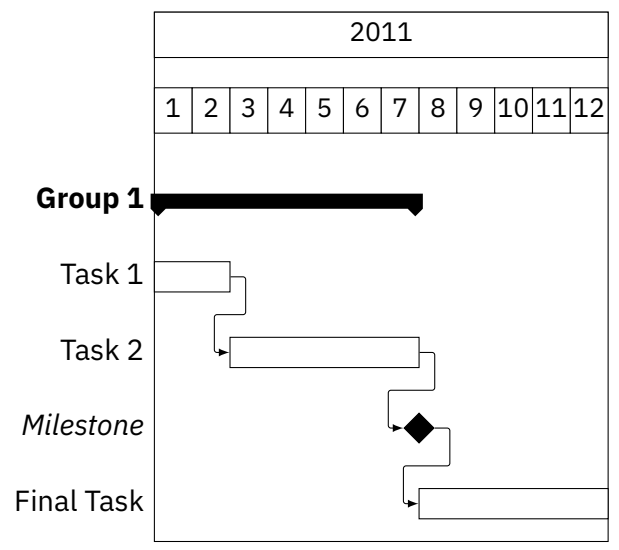 2011
1 2 3 4 5 6 7 8 9 10 11 12
Group 1
Task 1
Task 2
Milestone
Final Task